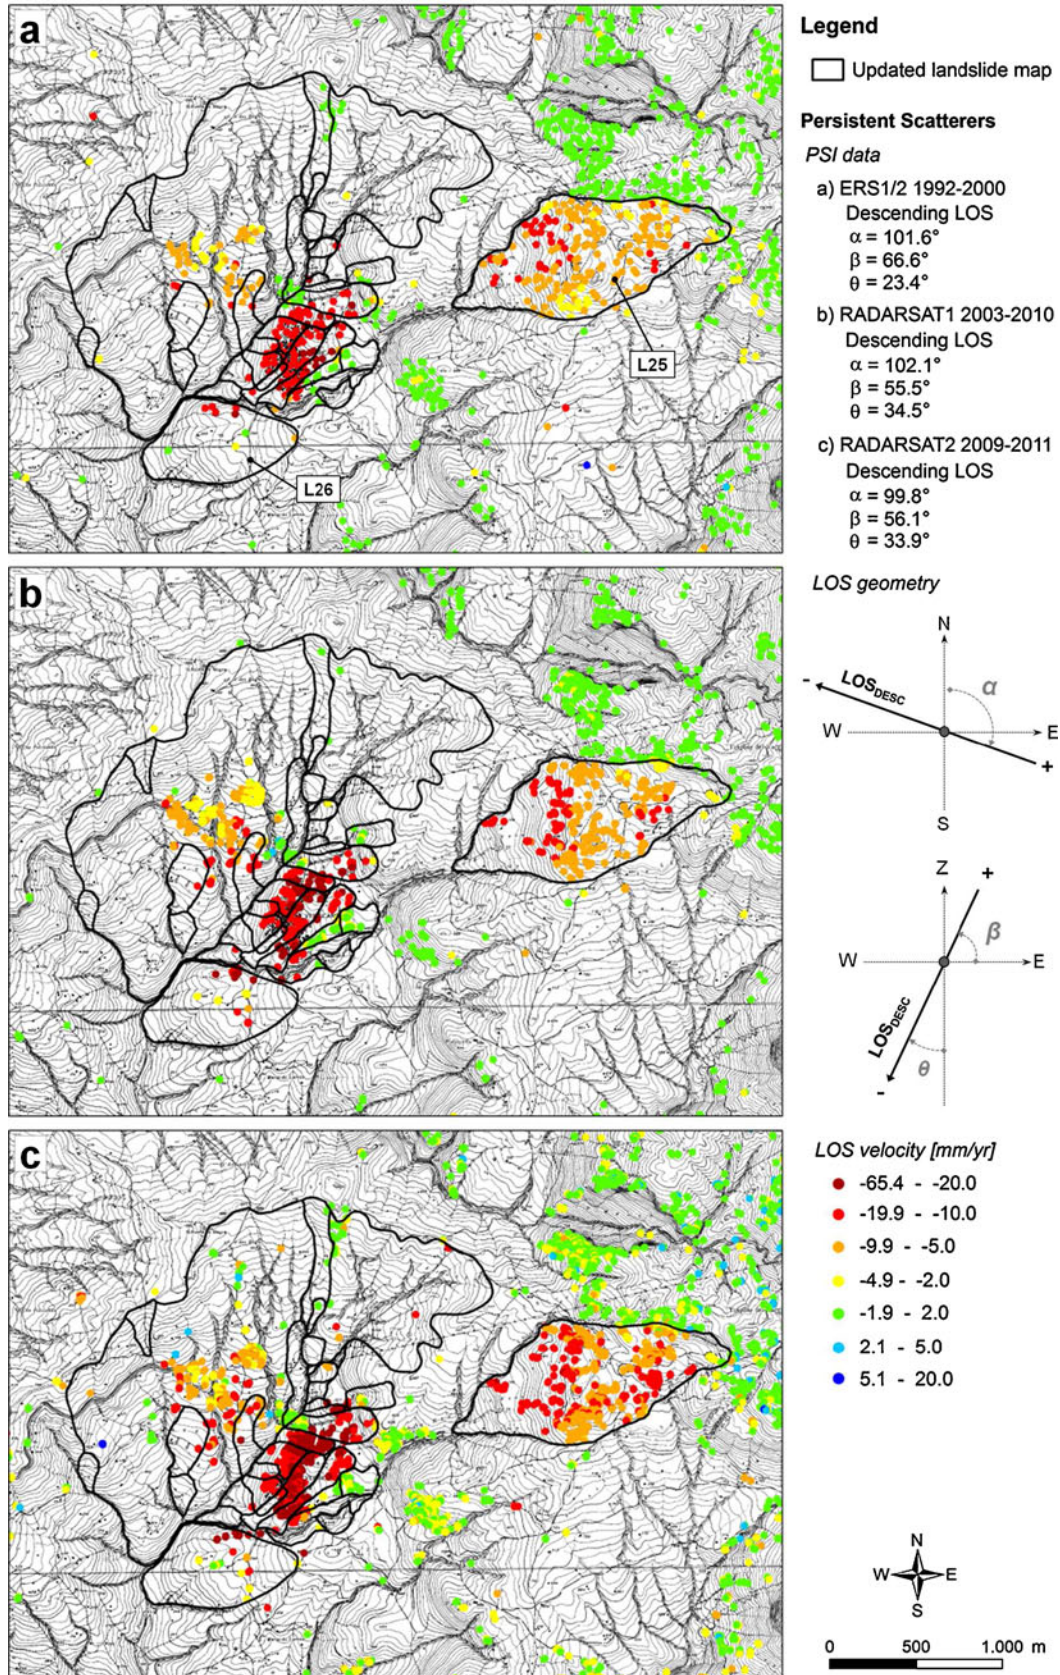 a
L25
L26
b
c
Legend
Updated landslide map
Persistent Scatterers
PSI data
a) ERS1/2 1992-2000
Descending LOS
α = 101.6°
β = 66.6°
θ = 23.4°
b) RADARSAT1 2003-2010
Descending LOS
α = 102.1°
β = 55.5°
θ = 34.5°
c) RADARSAT2 2009-2011
Descending LOS
α = 99.8°
β = 56.1°
θ = 33.9°
LOS geometry
N
- LOSDESC α
W E
+
S
Z
+
β
W E
LOSDESC
θ
-
LOS velocity [mm/yr]
-65.4 - -20.0
-19.9 - -10.0
-9.9 - -5.0
-4.9 - -2.0
-1.9 - 2.0
2.1 - 5.0
5.1 - 20.0
N
W E
S
0 500 1.000 m